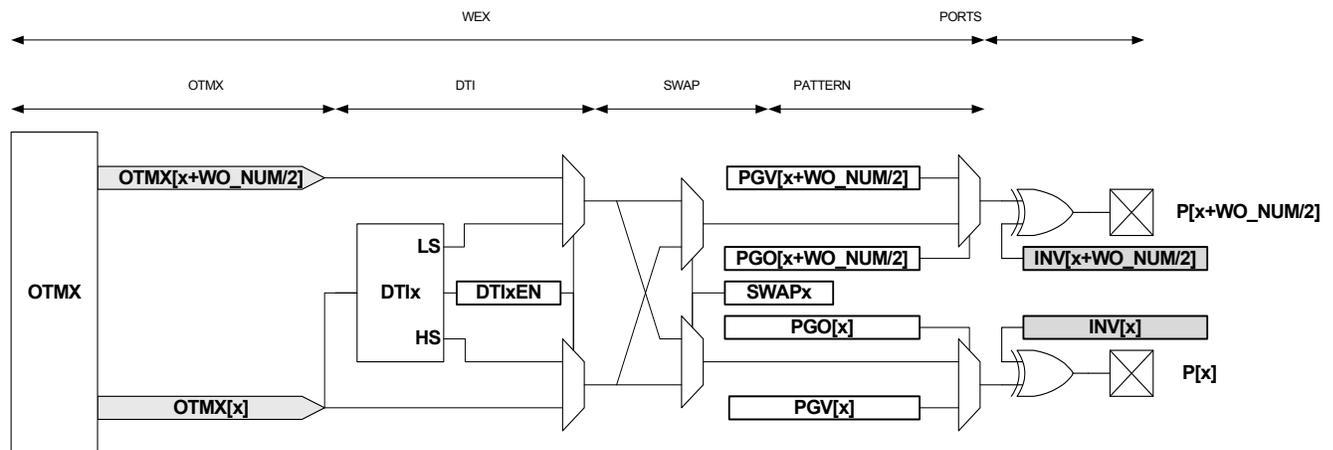 WEX PORTS
OTMX DTI SWAP PATTERN
OTMX[x+WO_NUM/2] PGV[x+WO_NUM/2]
P[x+WO_NUM/2]
LS
PGO[x+WO_NUM/2] INV[x+WO_NUM/2]
OTMX DTIx DTIxEN SWAPx
HS PGO[x] INV[x]
P[x]
OTMX[x] PGV[x]